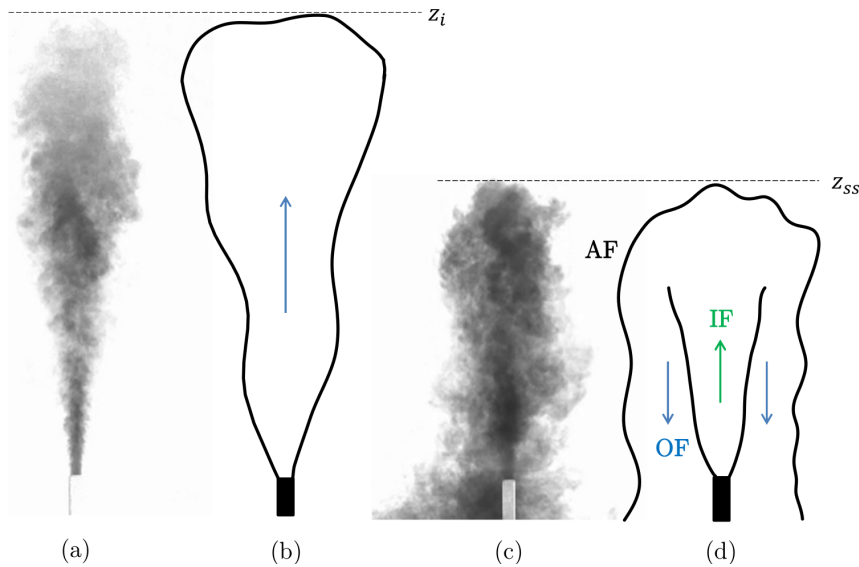 z_i
z_ss
AF
IF
OF
(a)
(b)
(c)
(d)